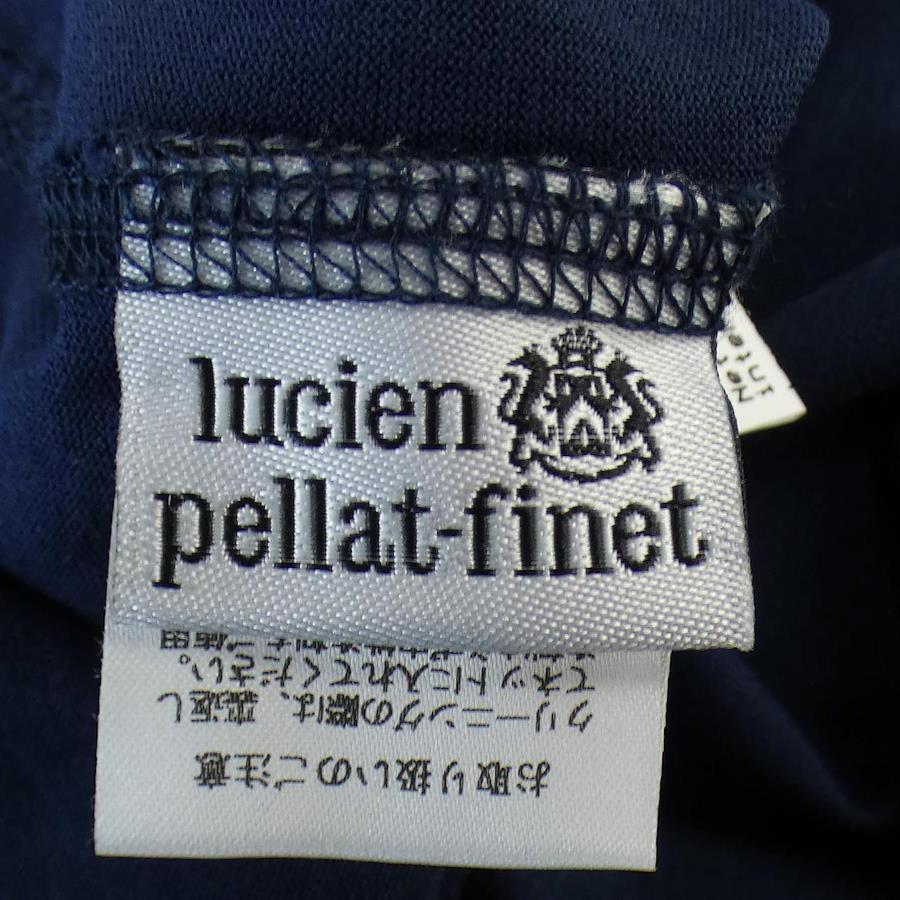 lucien
pellat-finet
お取り扱いのご注意
クリーニングの際は、裏返し
てネットに入れてください。